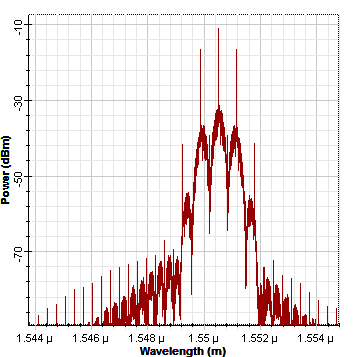 -10
-30
-50
-70
Power (dBm)
1.544 µ 1.546 µ 1.548 µ 1.55 µ 1.552 µ 1.554 µ
Wavelength (m)